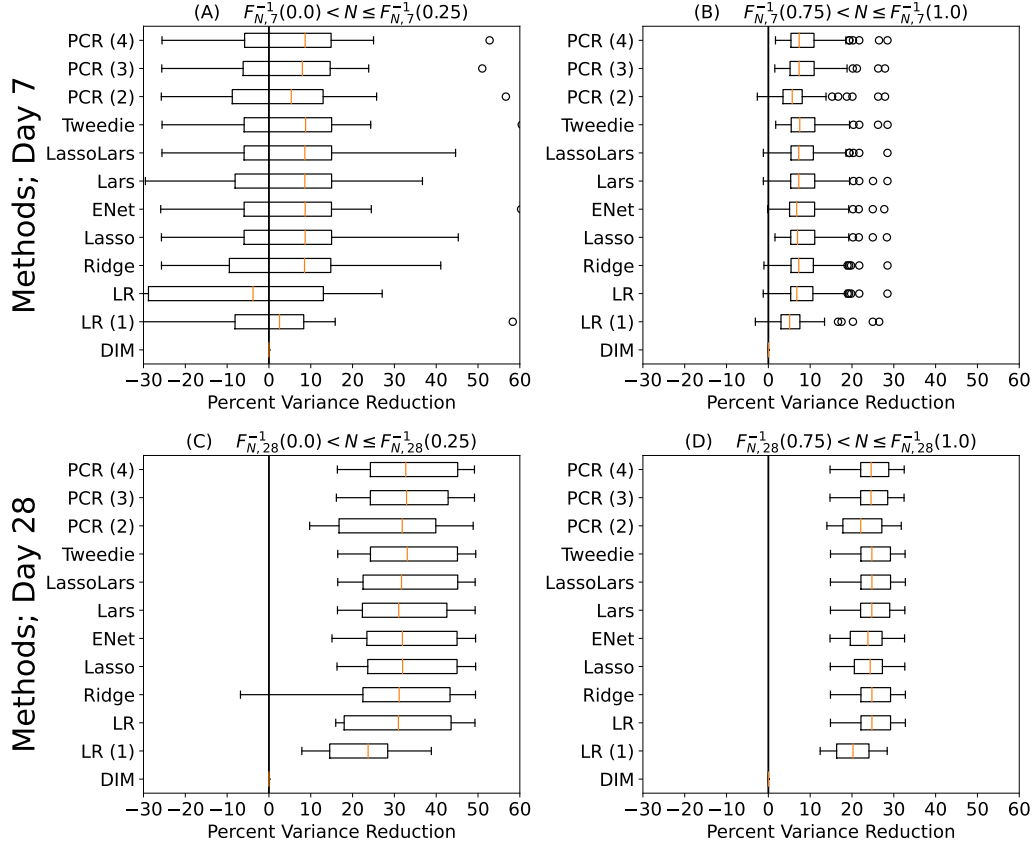 (A) $F_{N,7}^{-1}(0.0) < N \leq F_{N,7}^{-1}(0.25)$
Methods; Day 7
PCR (4)
PCR (3)
PCR (2)
Tweedie
LassoLars
Lars
ENet
Lasso
Ridge
LR
LR (1)
DIM
−30 −20 −10 0 10 20 30 40 50 60
Percent Variance Reduction
(B) $F_{N,7}^{-1}(0.75) < N \leq F_{N,7}^{-1}(1.0)$
PCR (4)
PCR (3)
PCR (2)
Tweedie
LassoLars
Lars
ENet
Lasso
Ridge
LR
LR (1)
DIM
−30 −20 −10 0 10 20 30 40 50 60
Percent Variance Reduction
(C) $F_{N,28}^{-1}(0.0) < N \leq F_{N,28}^{-1}(0.25)$
Methods; Day 28
PCR (4)
PCR (3)
PCR (2)
Tweedie
LassoLars
Lars
ENet
Lasso
Ridge
LR
LR (1)
DIM
−30 −20 −10 0 10 20 30 40 50 60
Percent Variance Reduction
(D) $F_{N,28}^{-1}(0.75) < N \leq F_{N,28}^{-1}(1.0)$
PCR (4)
PCR (3)
PCR (2)
Tweedie
LassoLars
Lars
ENet
Lasso
Ridge
LR
LR (1)
DIM
−30 −20 −10 0 10 20 30 40 50 60
Percent Variance Reduction